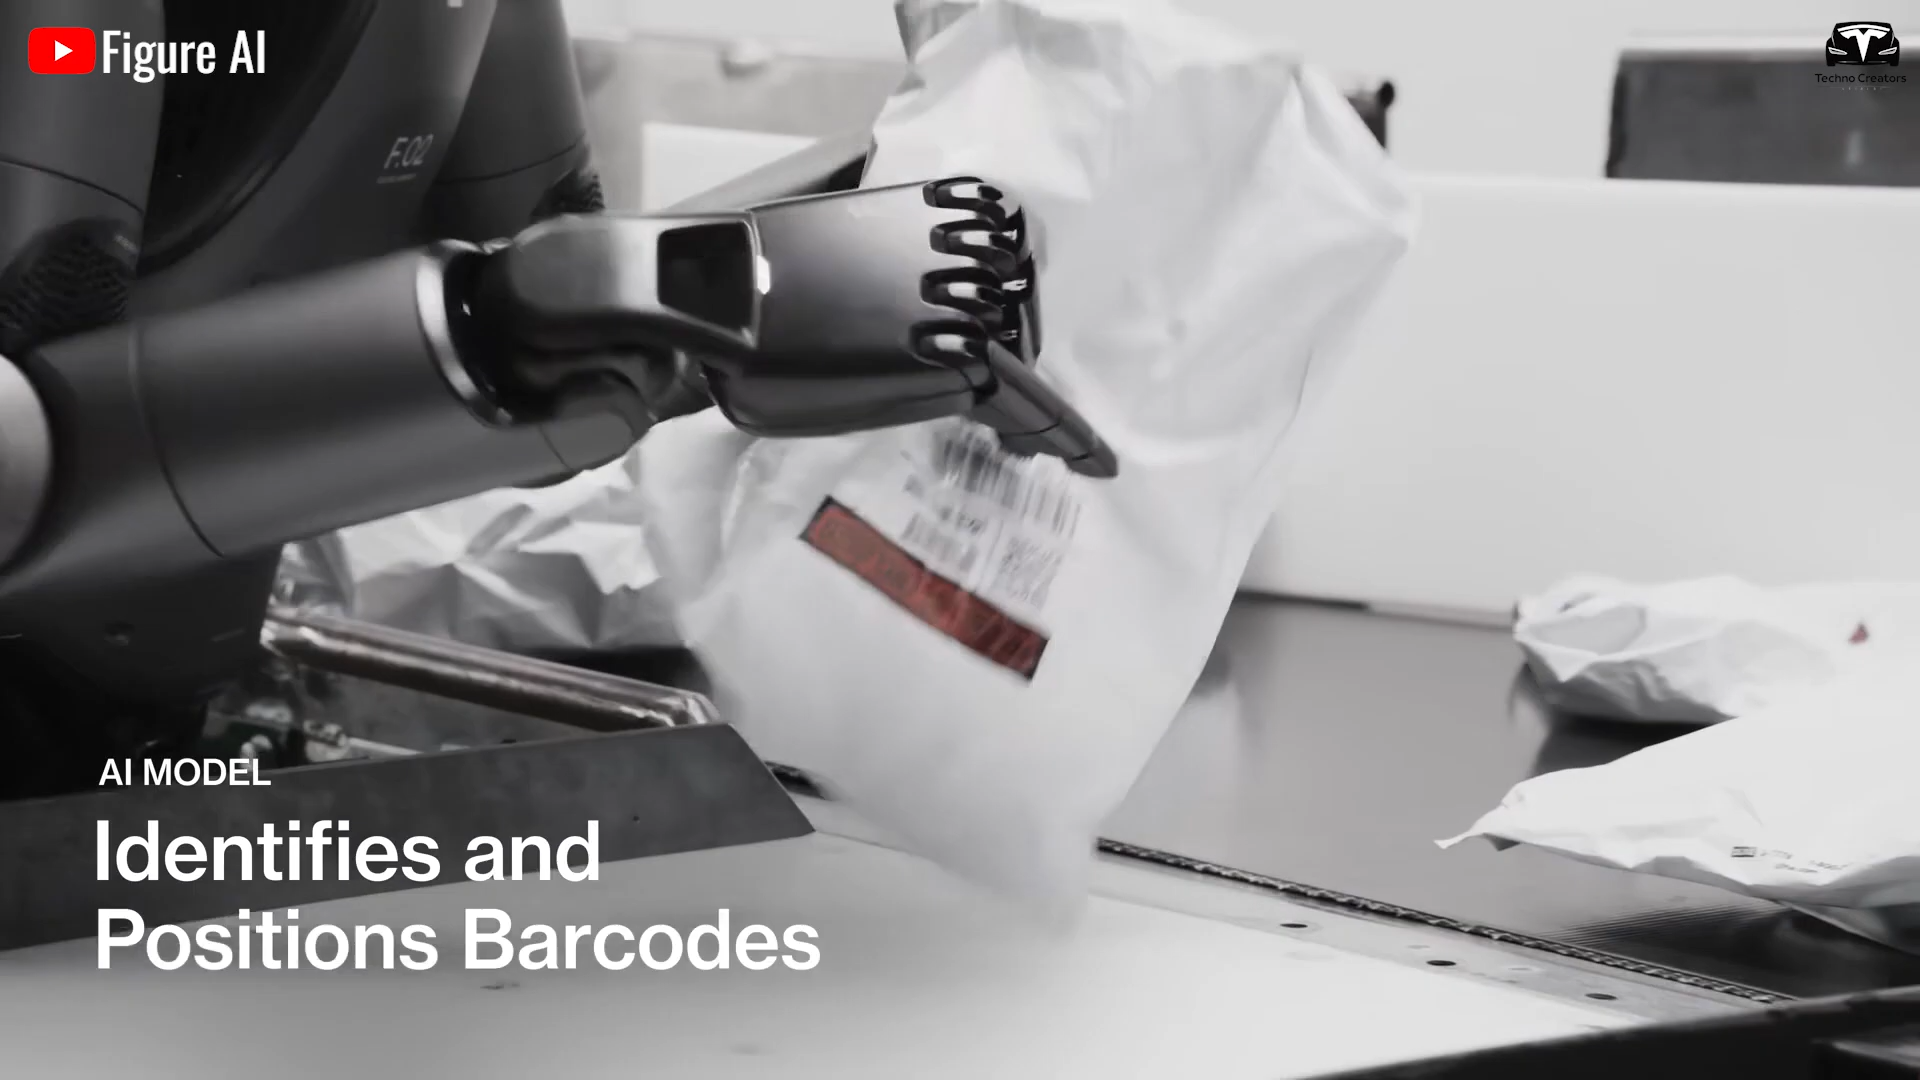 Figure AI
Techno Creators
F.02
AI MODEL
Identifies and
Positions Barcodes